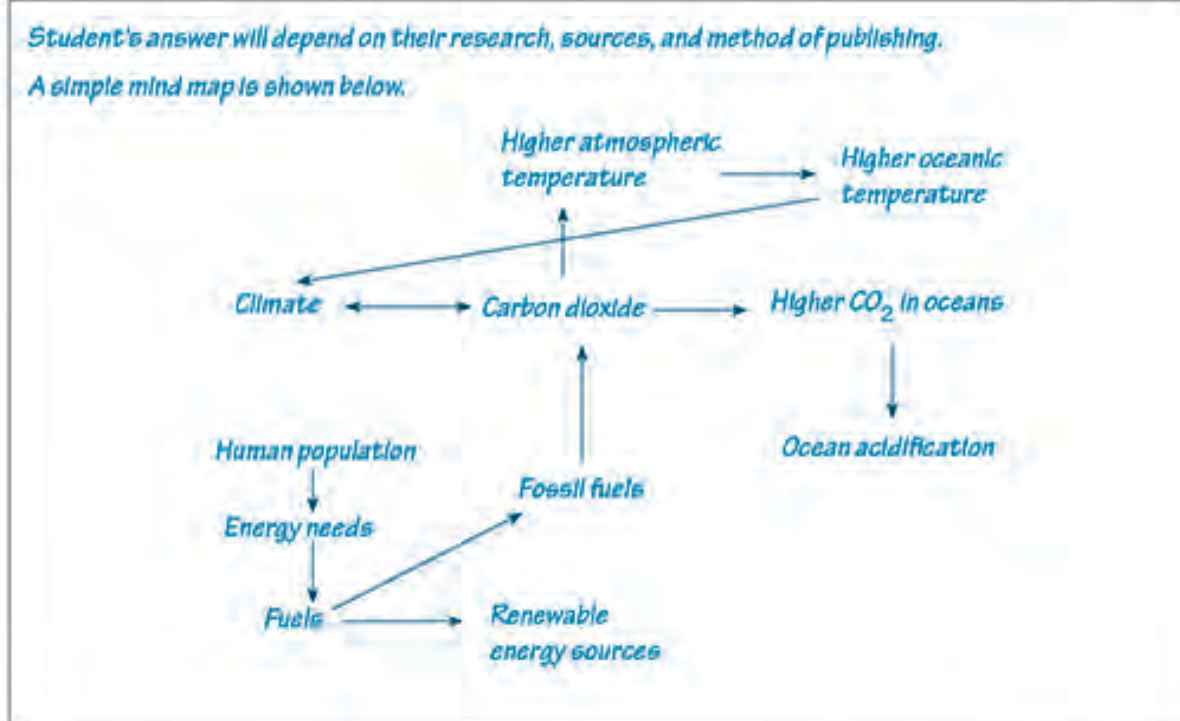 Student's answer will depend on their research, sources, and method of publishing.
A simple mind map is shown below.
Higher atmospheric
temperature
Higher oceanic
temperature
Climate
Carbon dioxide
Higher CO₂ in oceans
Human population
Ocean acidification
Fossil fuels
Energy needs
Fuels
Renewable
energy sources